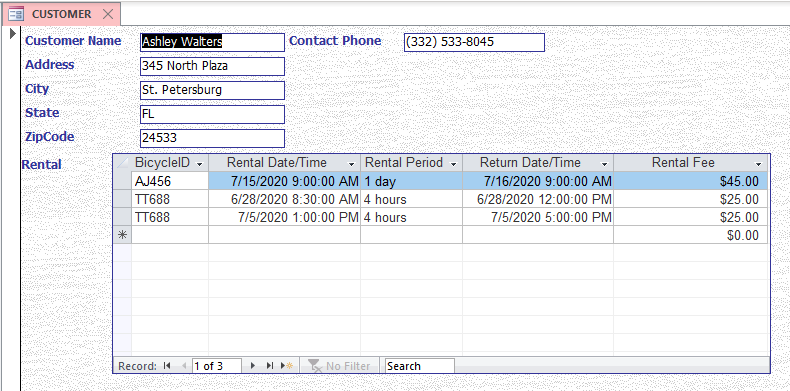 CUSTOMER
Customer Name Ashley Walters Contact Phone (332) 533-8045
Address 345 North Plaza
City St. Petersburg
State FL
ZipCode 24533
Rental BicycleID Rental Date/Time Rental Period Return Date/Time Rental Fee
AJ456 7/15/2020 9:00:00 AM 1 day 7/16/2020 9:00:00 AM $45.00
TT688 6/28/2020 8:30:00 AM 4 hours 6/28/2020 12:00:00 PM $25.00
TT688 7/5/2020 1:00:00 PM 4 hours 7/5/2020 5:00:00 PM $25.00
$0.00
Record: 1 of 3 No Filter Search